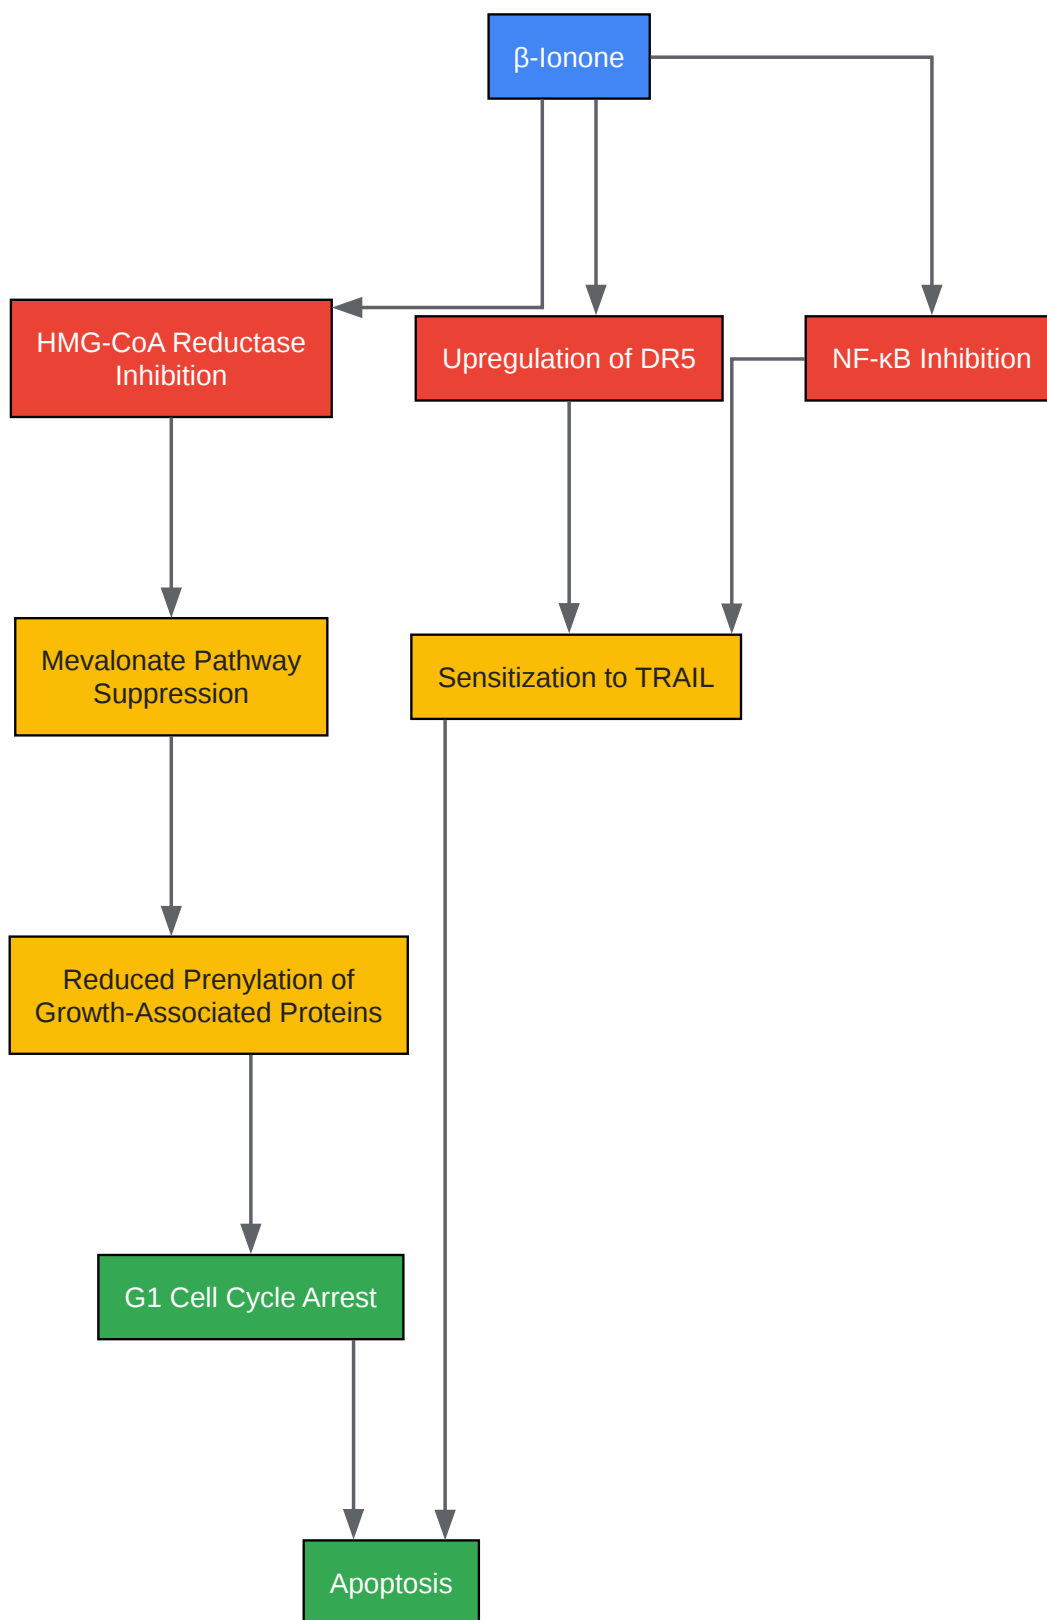 β-Ionone
HMG-CoA Reductase
Inhibition
Upregulation of DR5
NF-κB Inhibition
Mevalonate Pathway
Suppression
Sensitization to TRAIL
Reduced Prenylation of
Growth-Associated Proteins
G1 Cell Cycle Arrest
Apoptosis